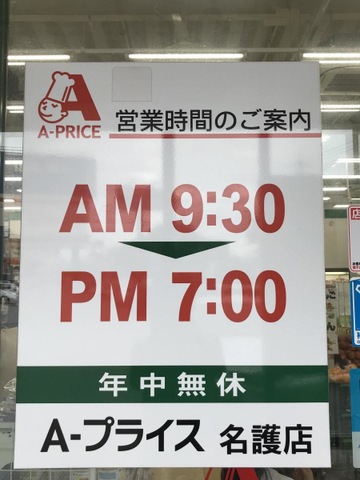 A
A-PRICE
営業時間のご案内
AM 9:30
PM 7:00
年中無休
A-プライス 名護店
店